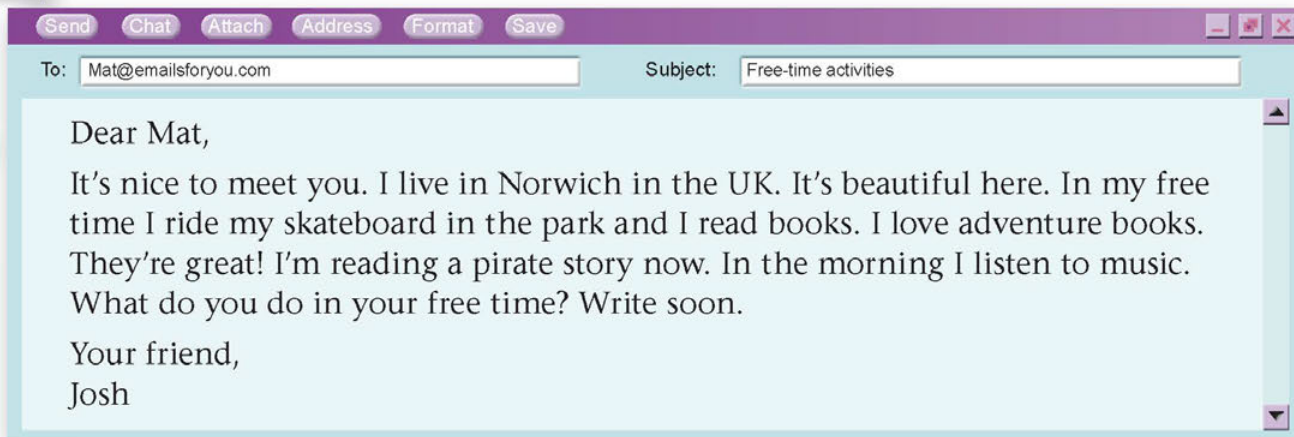 Send Chat Attach Address Format Save
To: Mat@emailsforyou.com Subject: Free-time activities
Dear Mat,
It's nice to meet you. I live in Norwich in the UK. It's beautiful here. In my free
time I ride my skateboard in the park and I read books. I love adventure books.
They're great! I'm reading a pirate story now. In the morning I listen to music.
What do you do in your free time? Write soon.
Your friend,
Josh